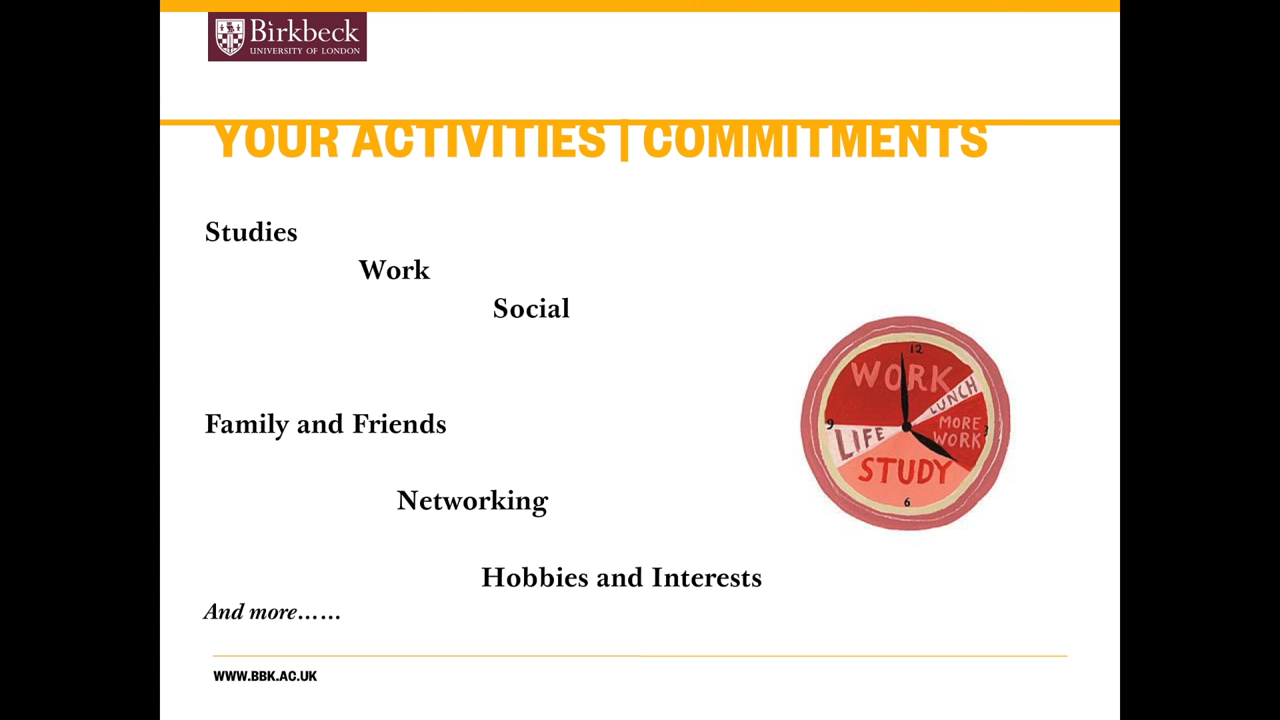 Birkbeck
UNIVERSITY OF LONDON
YOUR ACTIVITIES | COMMITMENTS
Studies
Work
Social
Family and Friends
Networking
Hobbies and Interests
And more……
12
WORK
LUNCH
MORE
WORK
3
9
LIFE
STUDY
6
WWW.BBK.AC.UK